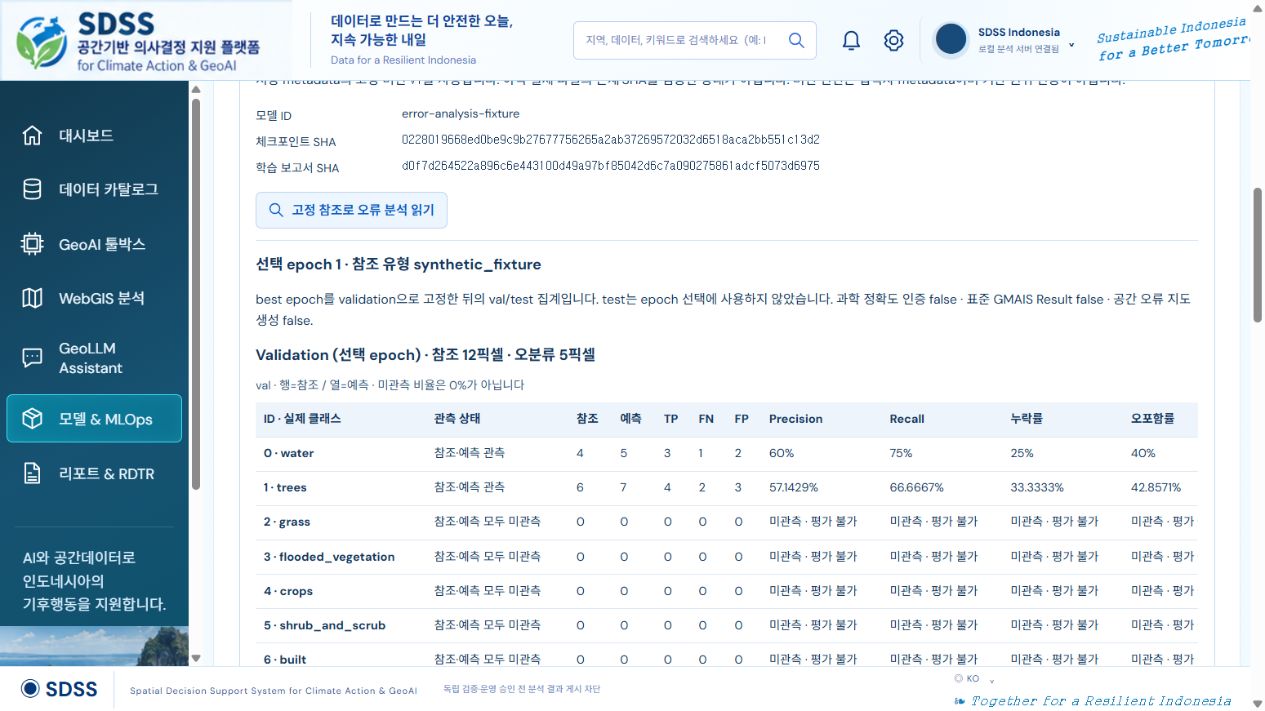 SDSS
공간기반 의사결정 지원 플랫폼
for Climate Action & GeoAI
데이터로 만드는 더 안전한 오늘,
지속 가능한 내일
Data for a Resilient Indonesia
지역, 데이터, 키워드로 검색하세요 (예: I
SDSS Indonesia
로컬 분석 서버 연결됨
Sustainable Indonesia
for a Better Tomorr
대시보드
데이터 카탈로그
GeoAI 툴박스
WebGIS 분석
GeoLLM
Assistant
모델 & MLOps
리포트 & RDTR
AI와 공간데이터로
인도네시아의
기후행동을 지원합니다.
모델 ID error-analysis-fixture
체크포인트 SHA 0228019668ed0be9c9b27677756265a2ab37269572032d6518aca2bb551c13d2
학습 보고서 SHA d0f7d264522a896c6e443100d49a97bf85042d6c7a090275861adcf5073d6975
고정 참조로 오류 분석 읽기
선택 epoch 1 · 참조 유형 synthetic_fixture
best epoch를 validation으로 고정한 뒤의 val/test 집계입니다. test는 epoch 선택에 사용하지 않았습니다. 과학 정확도 인증 false · 표준 GMAIS Result false · 공간 오류 지도
생성 false.
Validation (선택 epoch) · 참조 12픽셀 · 오분류 5픽셀
val · 행=참조 / 열=예측 · 미관측 비율은 0%가 아닙니다
ID · 실제 클래스 관측 상태 참조 예측 TP FN FP Precision Recall 누락률 오포함률
0 · water 참조·예측 관측 4 5 3 1 2 60% 75% 25% 40%
1 · trees 참조·예측 관측 6 7 4 2 3 57.1429% 66.6667% 33.3333% 42.8571%
2 · grass 참조·예측 모두 미관측 0 0 0 0 0 미관측 · 평가 불가 미관측 · 평가 불가 미관측 · 평가 불가 미관측 · 평가
3 · flooded_vegetation 참조·예측 모두 미관측 0 0 0 0 0 미관측 · 평가 불가 미관측 · 평가 불가 미관측 · 평가 불가 미관측 · 평가
4 · crops 참조·예측 모두 미관측 0 0 0 0 0 미관측 · 평가 불가 미관측 · 평가 불가 미관측 · 평가 불가 미관측 · 평가
5 · shrub_and_scrub 참조·예측 모두 미관측 0 0 0 0 0 미관측 · 평가 불가 미관측 · 평가 불가 미관측 · 평가 불가 미관측 · 평가
6 · built 참조·예측 모두 미관측 0 0 0 0 0 미관측 · 평가 불가 미관측 · 평가 불가 미관측 · 평가 불가 미관측 · 평가
SDSS
Spatial Decision Support System for Climate Action & GeoAI
독립 검증·운영 승인 전 분석 결과 게시 차단
KO
Together for a Resilient Indonesia